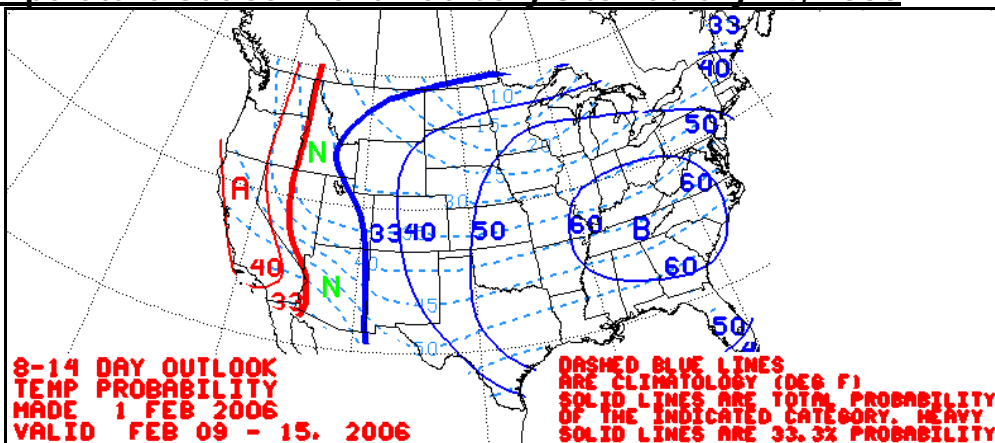 33
40
10
15
50
20
N
60
A
30
33 40
50
60
B
40
60
40
N
33
45
50
50
8-14 DAY OUTLOOK
TEMP PROBABILITY
MADE 1 FEB 2006
VALID FEB 09 - 15, 2006
DASHED BLUE LINES
ARE CLIMATOLOGY (DEG F)
SOLID LINES ARE TOTAL PROBABILITY
OF THE INDICATED CATEGORY. HEAVY
SOLID LINES ARE 33.3% PROBABILITY